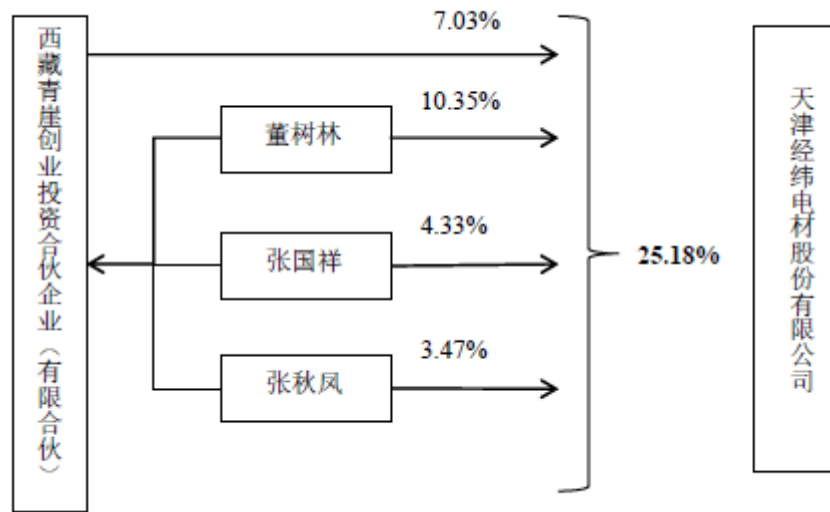 西藏青崖创业投资合伙企业（有限合伙）
7.03%
董树林
10.35%
张国祥
4.33%
张秋凤
3.47%
25.18%
天津经纬电材股份有限公司